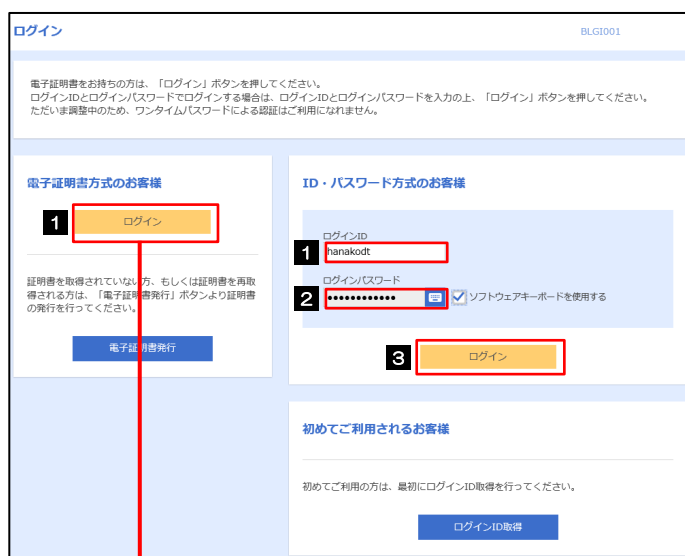 ログイン
BLGI001
電子証明書をお持ちの方は、「ログイン」ボタンを押してください。
ログインIDとログインパスワードでログインする場合は、ログインIDとログインパスワードを入力の上、「ログイン」ボタンを押してください。
ただいま調整中のため、ワンタイムパスワードによる認証はご利用になれません。
電子証明書方式のお客様
1
ログイン
証明書を取得されていない方、もしくは証明書を再取
得される方は、「電子証明書発行」ボタンより証明書
の発行を行ってください。
電子証明書発行
ID・パスワード方式のお客様
ログインID
1
hanakodt
ログインパスワード
2
••••••••••••
ソフトウェアキーボードを使用する
3
ログイン
初めてご利用されるお客様
初めてご利用の方は、最初にログインID取得を行ってください。
ログインID取得